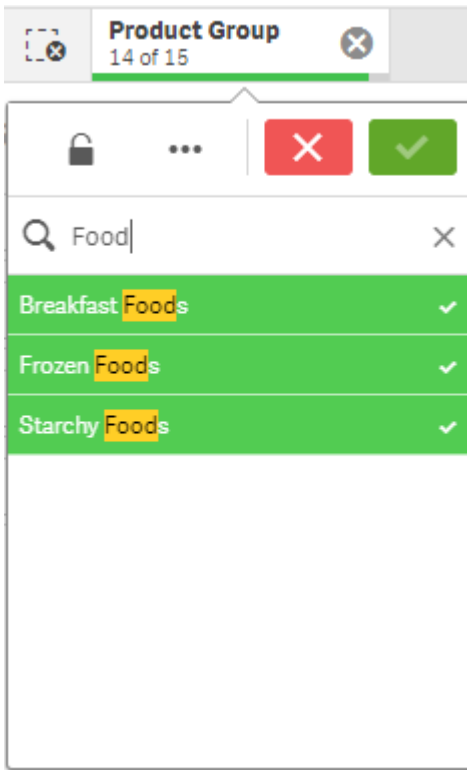 Product Group
14 of 15
Food
Breakfast Foods
Frozen Foods
Starchy Foods